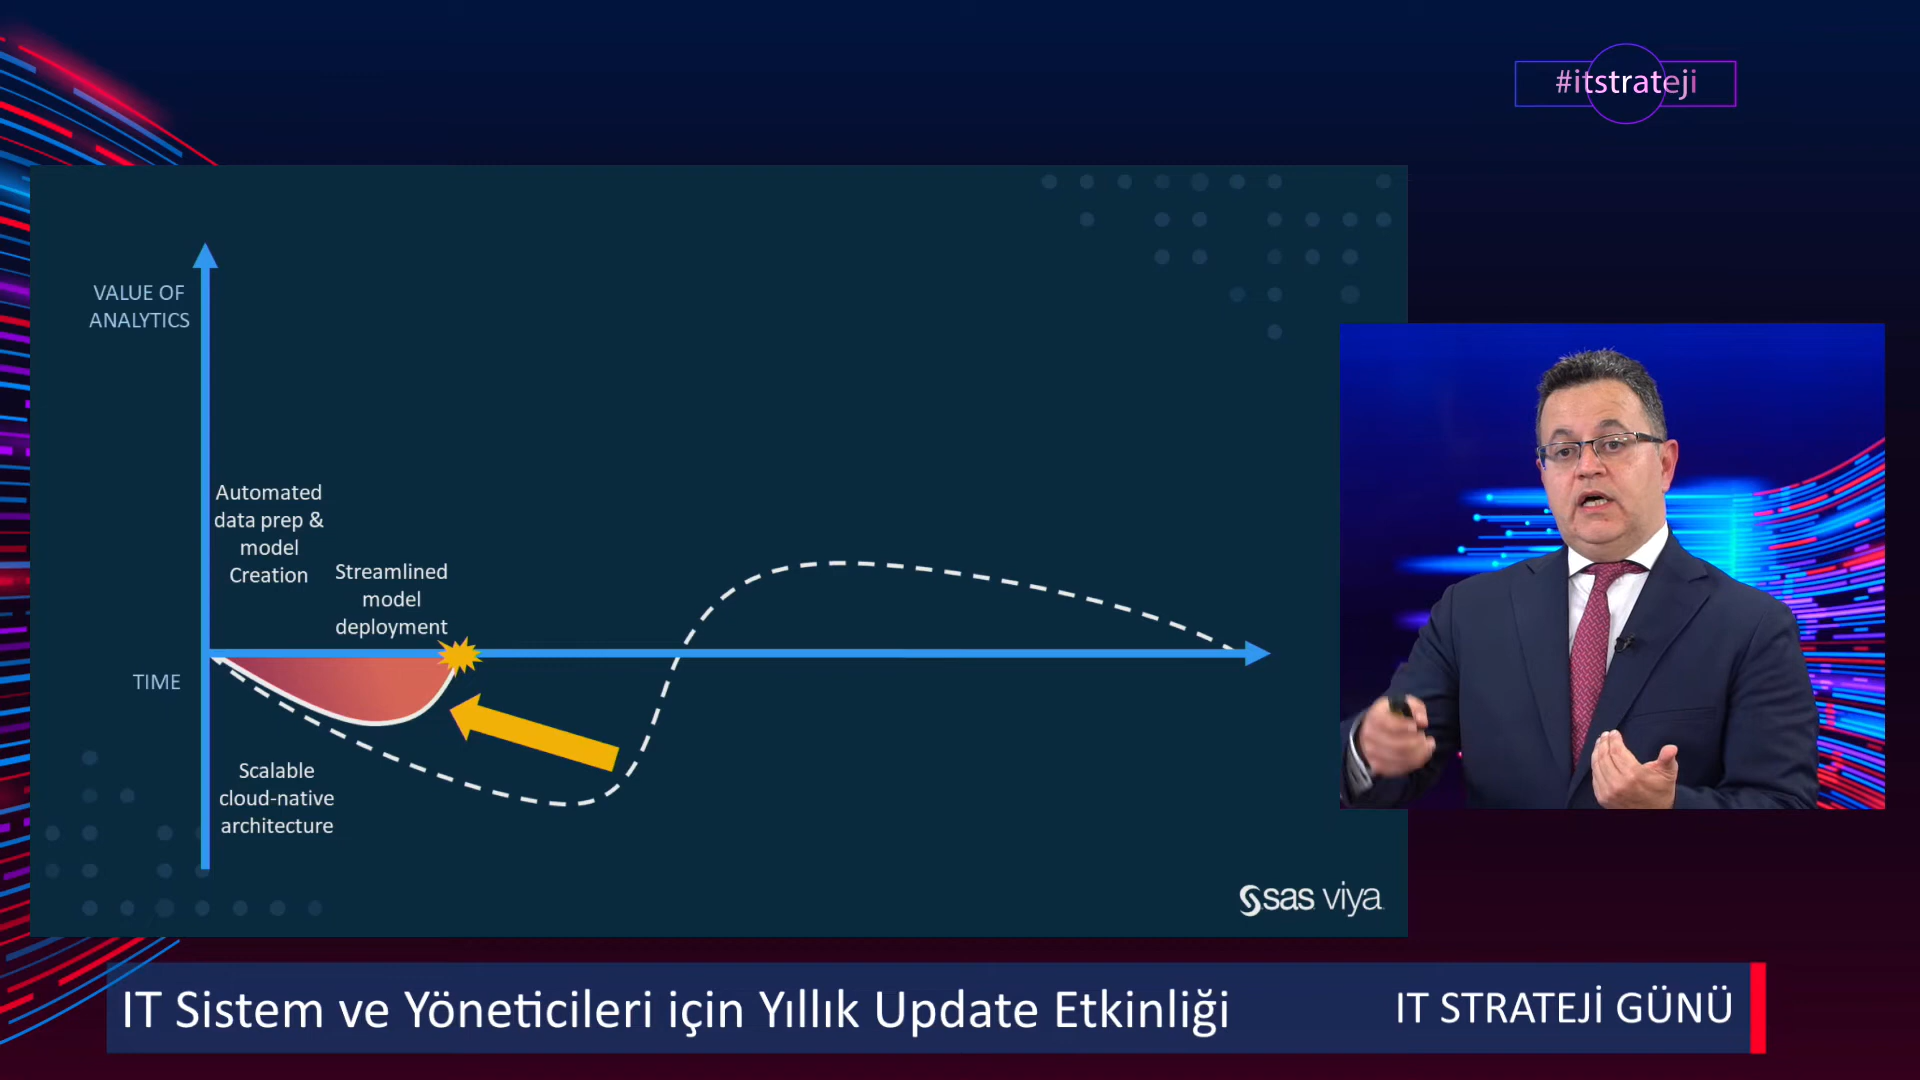 #itstrateji
VALUE OF
ANALYTICS
Automated
data prep &
model
Creation
Streamlined
model
deployment
TIME
Scalable
cloud-native
architecture
sas viya
IT Sistem ve Yöneticileri için Yıllık Update Etkinliği
IT STRATEJİ GÜNÜ